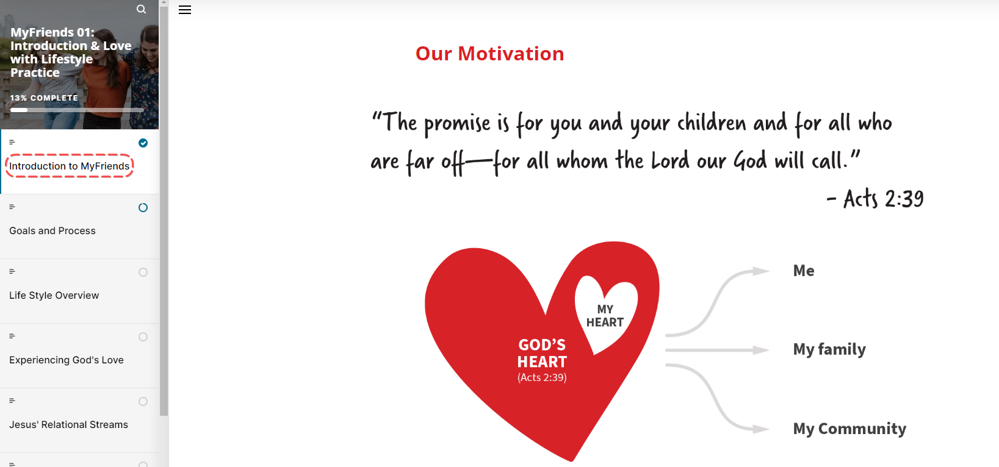 MyFriends 01:
Introduction & Love
with Lifestyle
Practice
13% COMPLETE
Introduction to MyFriends
Goals and Process
Life Style Overview
Experiencing God's Love
Jesus' Relational Streams
Our Motivation
“The promise is for you and your children and for all who
are far off—for all whom the Lord our God will call.”
- Acts 2:39
MY
HEART
GOD’S
HEART
(Acts 2:39)
Me
My family
My Community